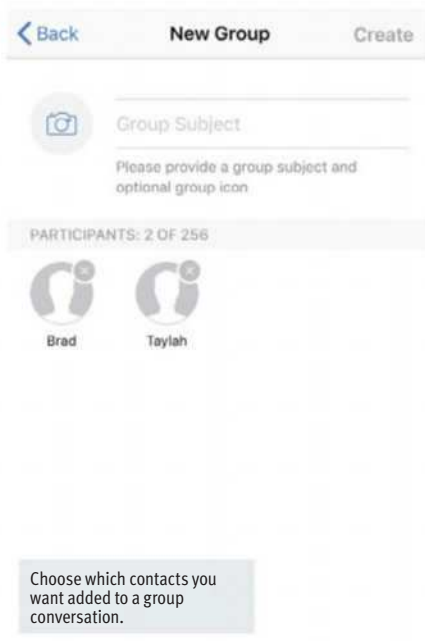 Back New Group Create
Group Subject
Please provide a group subject and
optional group icon
PARTICIPANTS: 2 OF 256
Brad Taylah
Choose which contacts you
want added to a group
conversation.